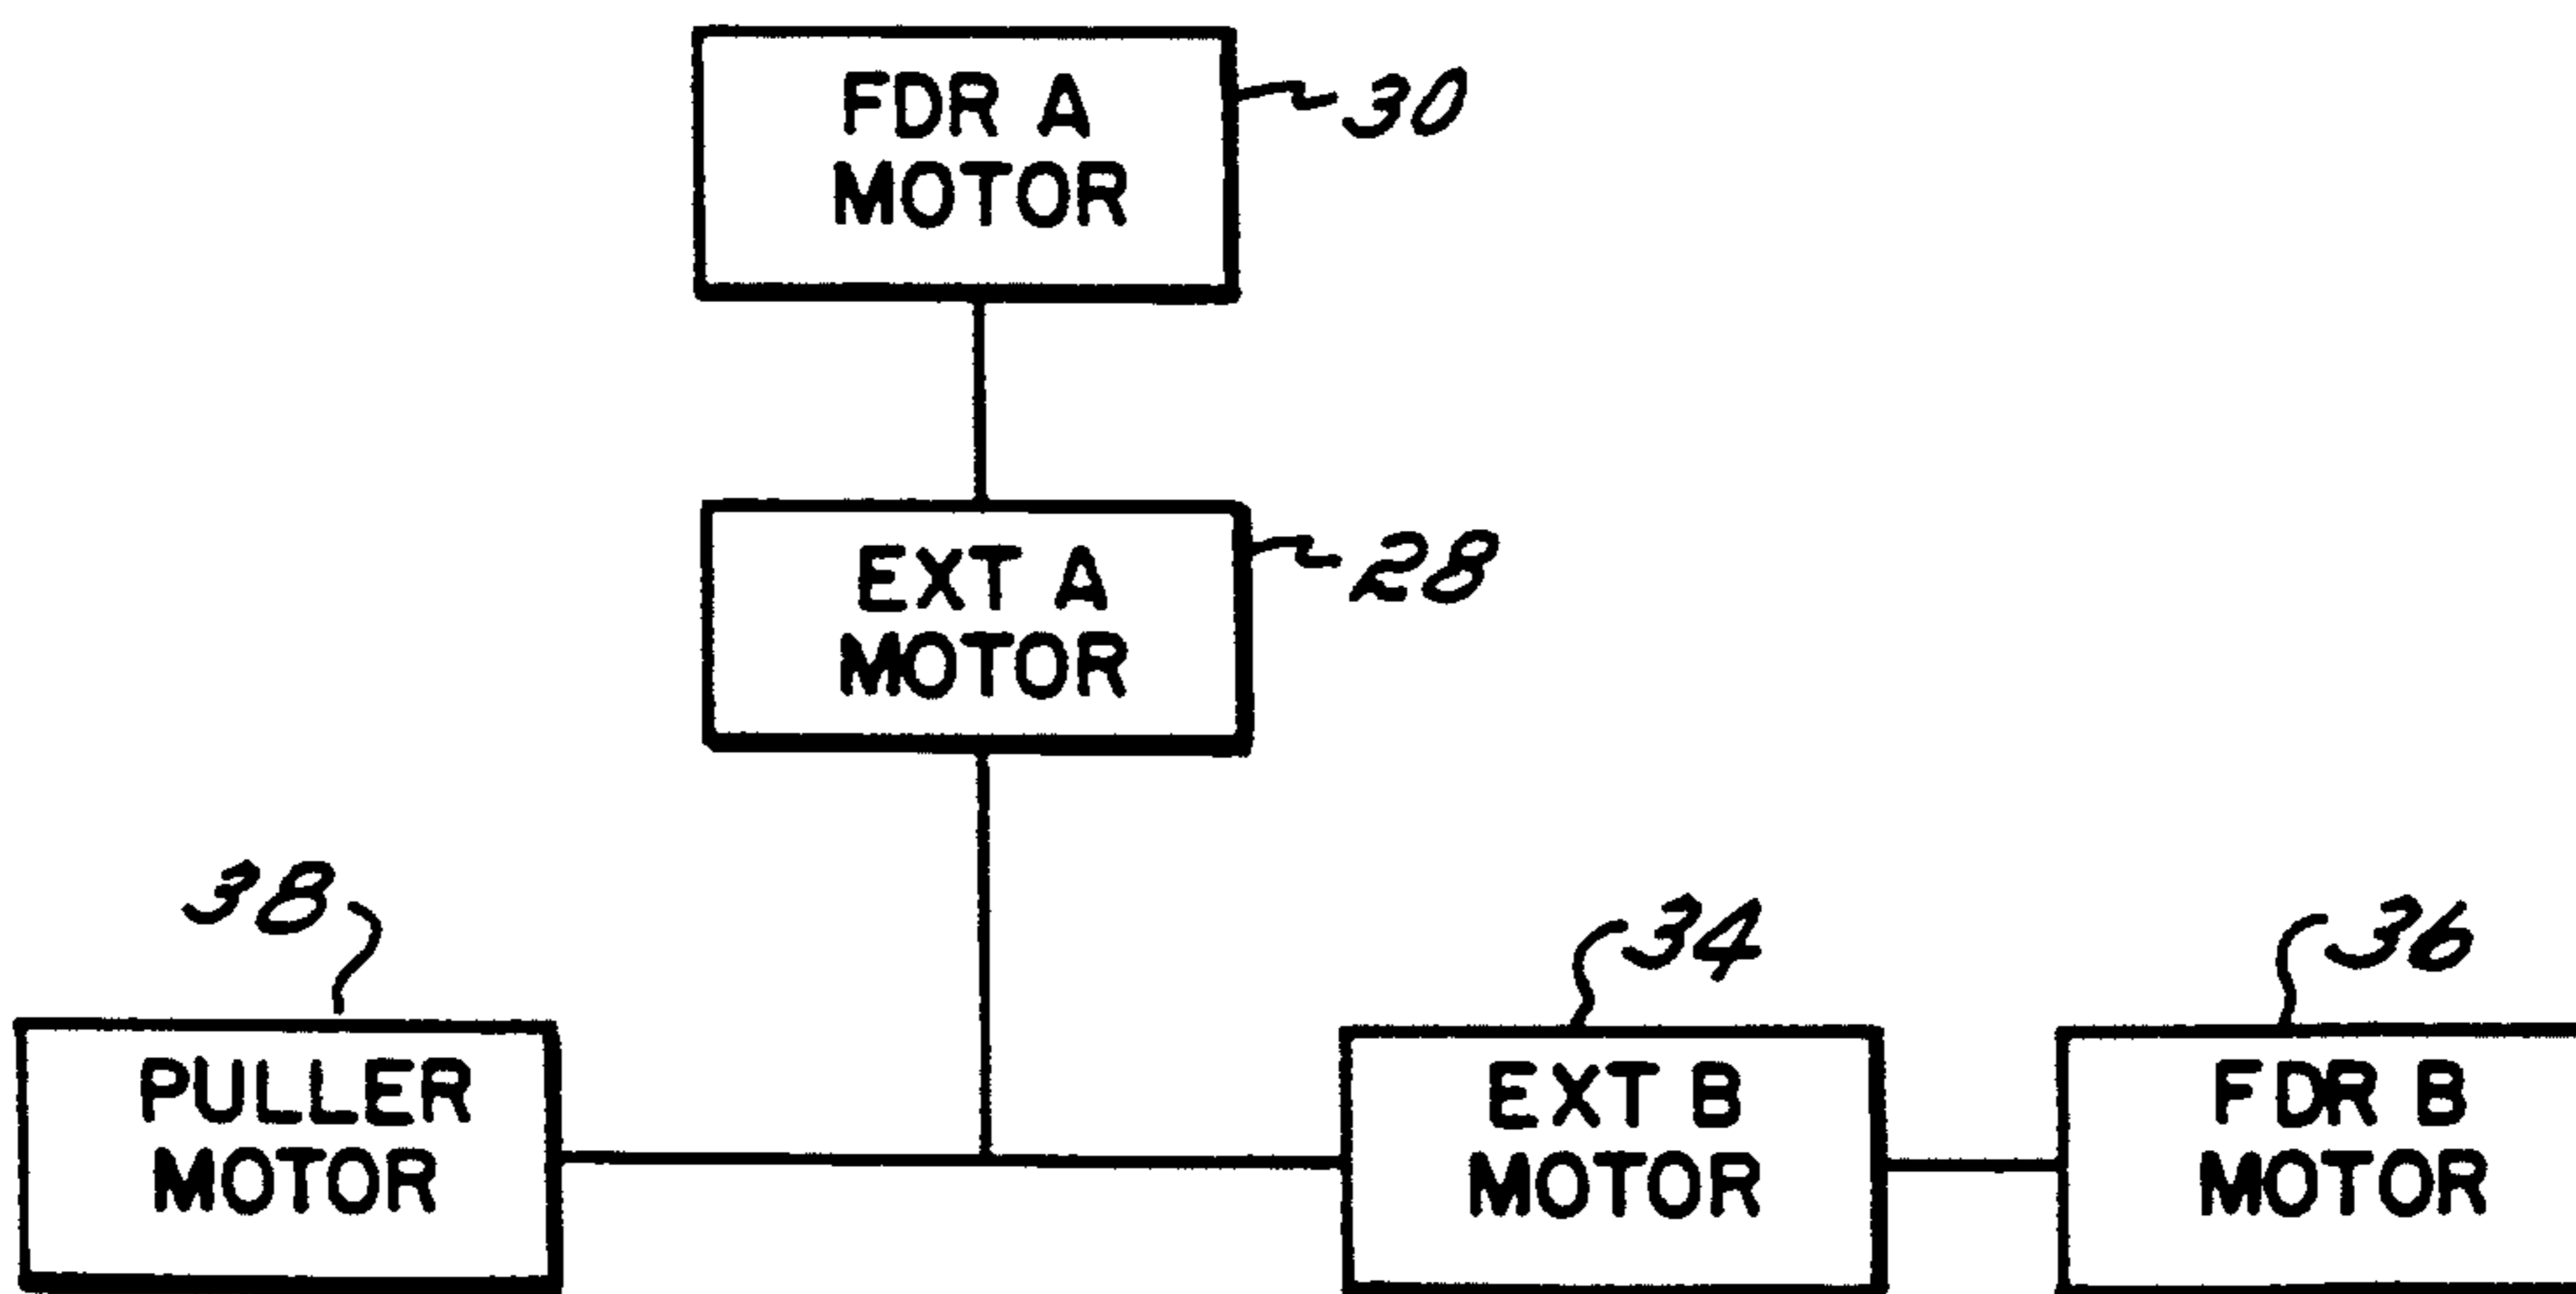 FDR A
MOTOR
30
EXT A
MOTOR
28
38
PULLER
MOTOR
34
EXT B
MOTOR
36
FDR B
MOTOR